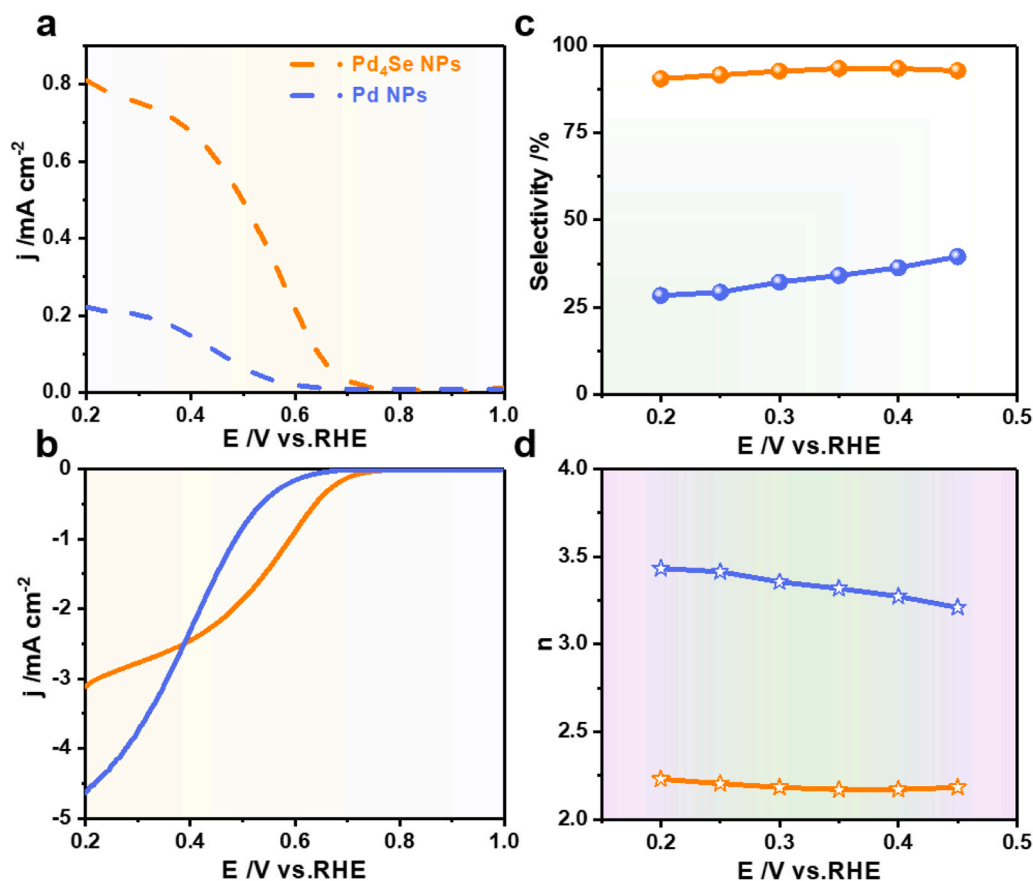 a
0.8
0.6
0.4
0.2
0.0
j /mA cm-2
Pd4Se NPs
Pd NPs
0.2 0.4 0.6 0.8 1.0
E /V vs.RHE
b
0
-1
-2
-3
-4
-5
j /mA cm-2
0.2 0.4 0.6 0.8 1.0
E /V vs.RHE
c
100
75
50
25
0
Selectivity /%
0.2 0.3 0.4 0.5
E /V vs.RHE
d
4.0
3.5
3.0
2.5
2.0
n
0.2 0.3 0.4 0.5
E /V vs.RHE